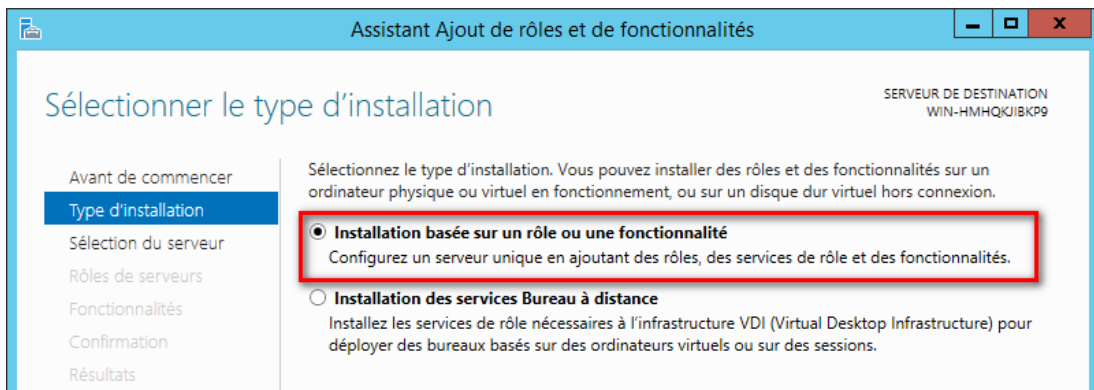 Assistant Ajout de rôles et de fonctionnalités
Sélectionner le type d'installation
SERVEUR DE DESTINATION
WIN-HMHQKJIBKP9
Avant de commencer
Type d'installation
Sélection du serveur
Rôles de serveurs
Fonctionnalités
Confirmation
Résultats
Sélectionnez le type d'installation. Vous pouvez installer des rôles et des fonctionnalités sur un
ordinateur physique ou virtuel en fonctionnement, ou sur un disque dur virtuel hors connexion.
Installation basée sur un rôle ou une fonctionnalité
Configurez un serveur unique en ajoutant des rôles, des services de rôle et des fonctionnalités.
Installation des services Bureau à distance
Installez les services de rôle nécessaires à l'infrastructure VDI (Virtual Desktop Infrastructure) pour
déployer des bureaux basés sur des ordinateurs virtuels ou sur des sessions.